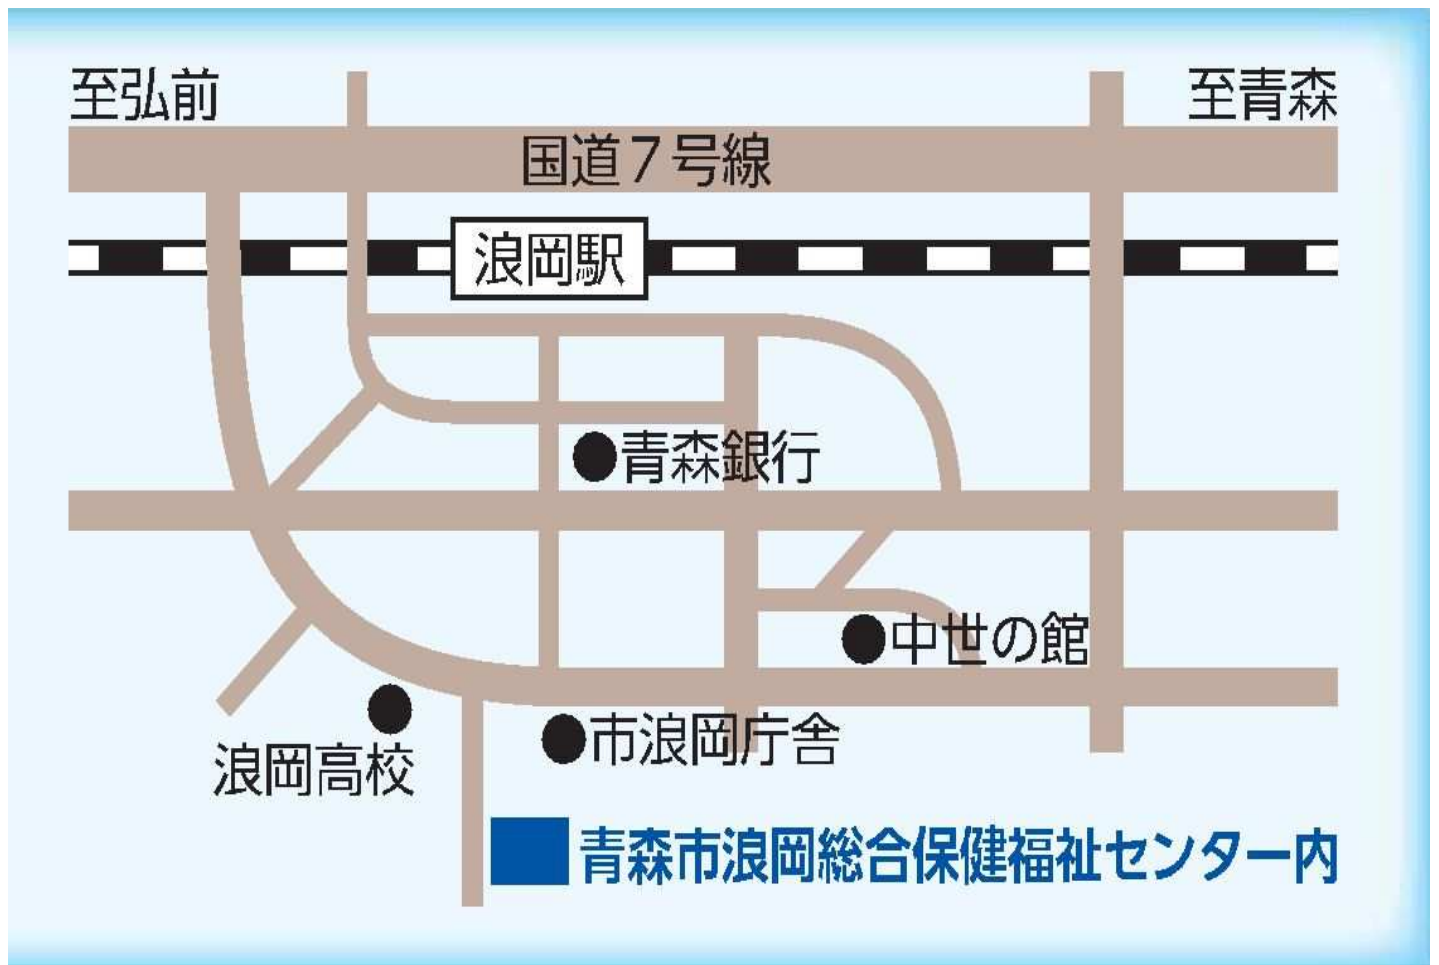 至弘前
至青森
国道7号線
浪岡駅
青森銀行
中世の館
市浪岡庁舎
浪岡高校
青森市浪岡総合保健福祉センター内